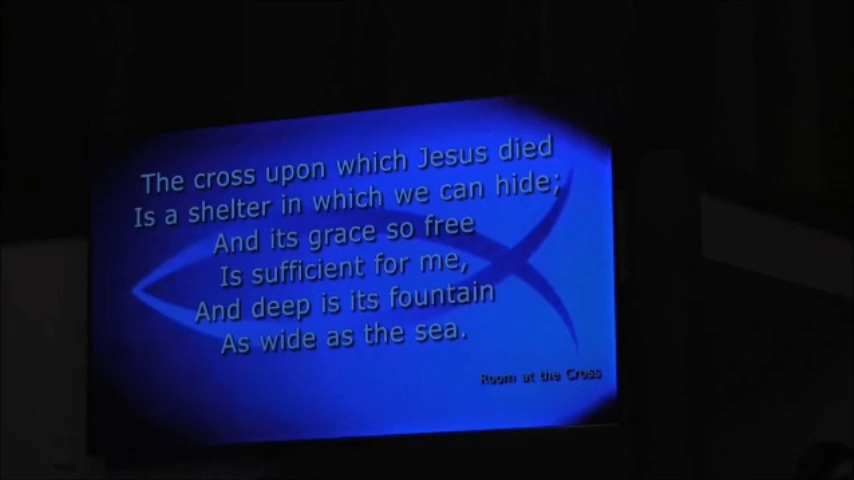 The cross upon which Jesus died
Is a shelter in which we can hide;
And its grace so free
Is sufficient for me,
And deep is its fountain
As wide as the sea.
Room at the Cross